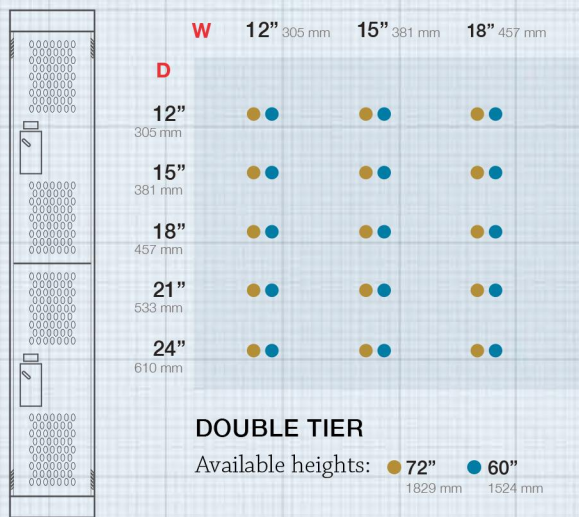 W 12” 305 mm 15” 381 mm 18” 457 mm
D
12”
305 mm
15”
381 mm
18”
457 mm
21”
533 mm
24”
610 mm
DOUBLE TIER
Available heights: 72” 60”
1829 mm 1524 mm